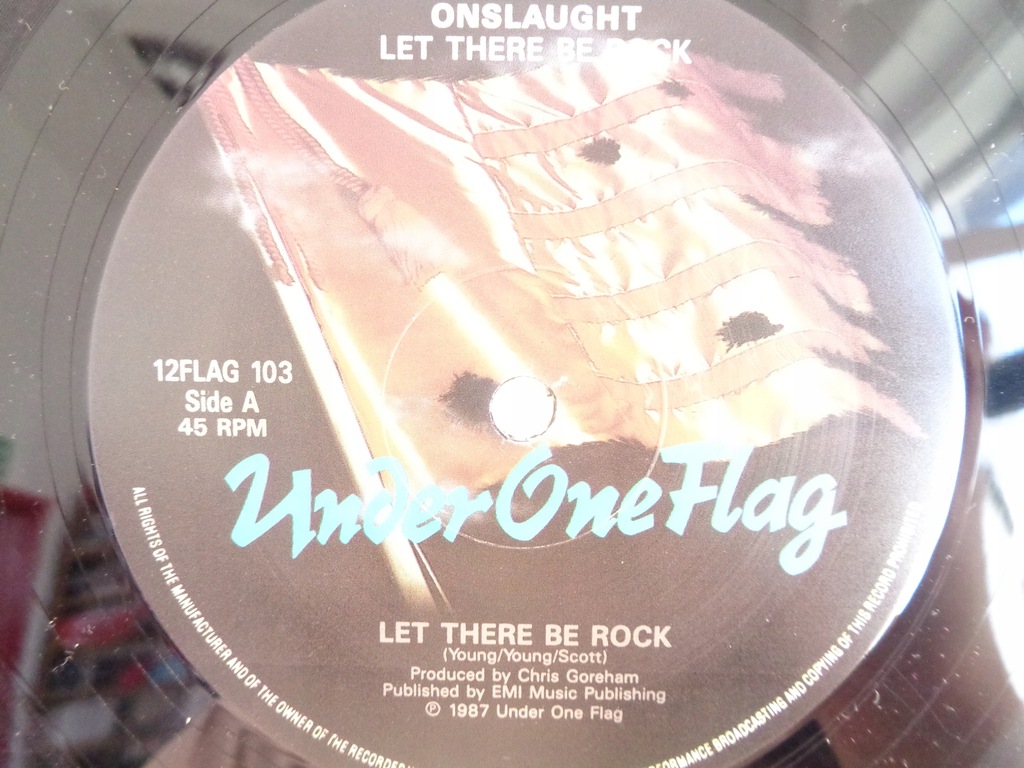 ONSLAUGHT
LET THERE BE ROCK
12FLAG 103
Side A
45 RPM
Under One Flag
LET THERE BE ROCK
(Young/Young/Scott)
Produced by Chris Goreham
Published by EMI Music Publishing
℗ 1987 Under One Flag
ALL RIGHTS OF THE MANUFACTURER AND OF THE OWNER OF THE RECORDED
PERFORMANCE BROADCASTING AND COPYING OF THIS RECORD PROHIBITED